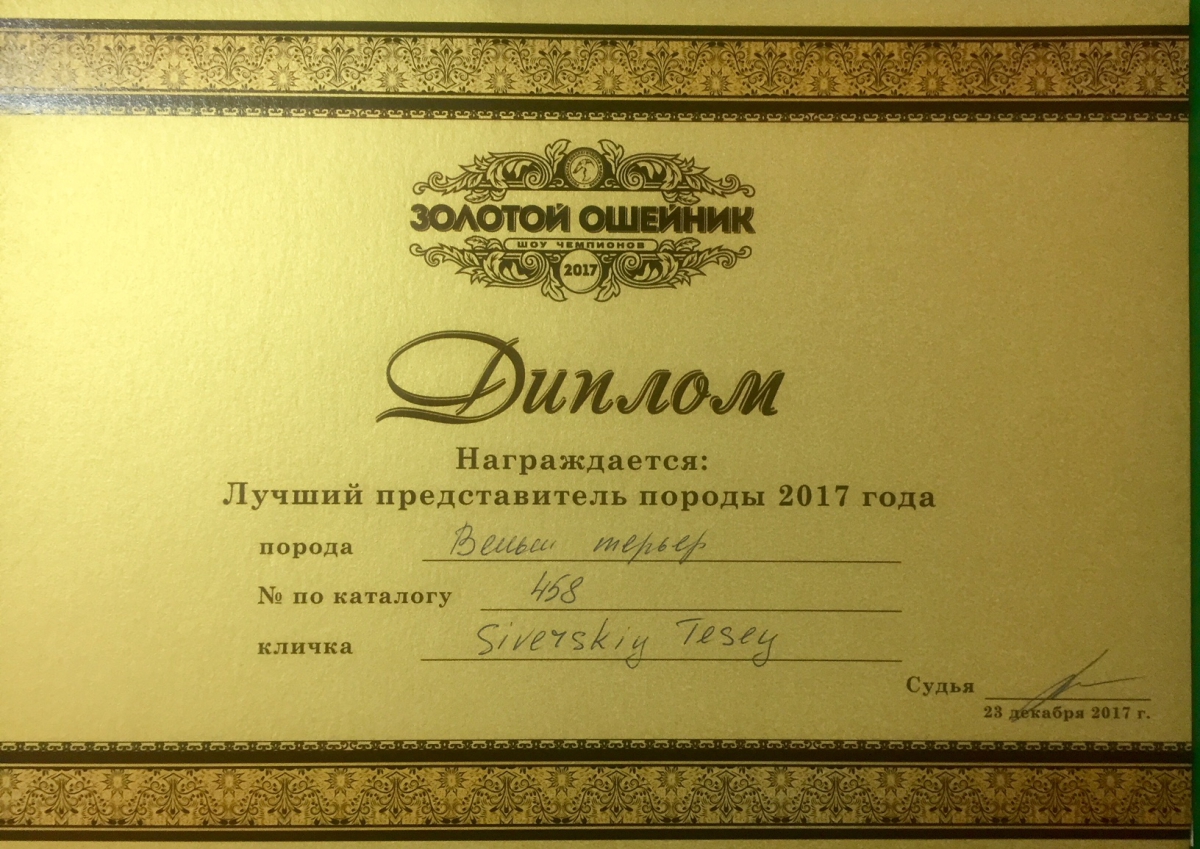 ЗОЛОТОЙ ОШЕЙНИК
ШОУ ЧЕМПИОНОВ
2017
Диплом
Награждается:
Лучший представитель породы 2017 года
порода Вельш терьер
№ по каталогу 458
кличка Siverskiy Tesey
Судья
23 декабря 2017 г.